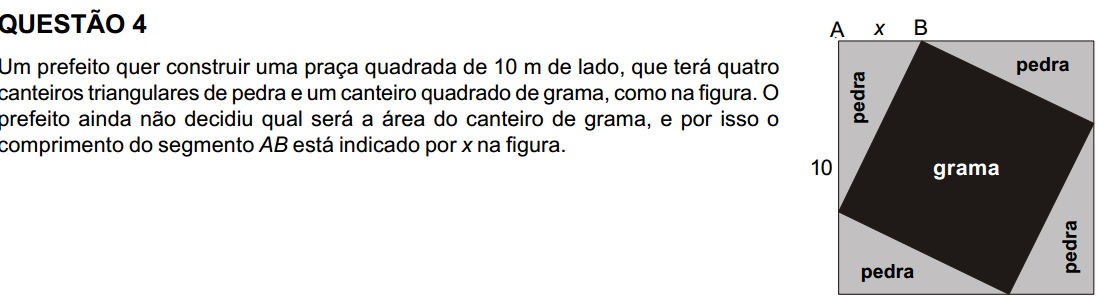 QUESTÃO 4
Um prefeito quer construir uma praça quadrada de 10 m de lado, que terá quatro
canteiros triangulares de pedra e um canteiro quadrado de grama, como na figura. O
prefeito ainda não decidiu qual será a área do canteiro de grama, e por isso o
comprimento do segmento AB está indicado por x na figura.
A x B
pedra
pedra
10
grama
pedra
pedra